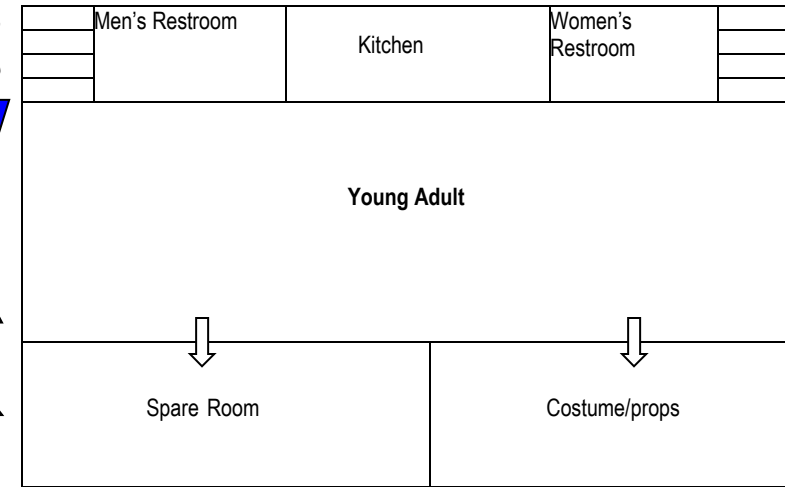 Men's Restroom
Kitchen
Women's
Restroom
Young Adult
Spare Room
Costume/props